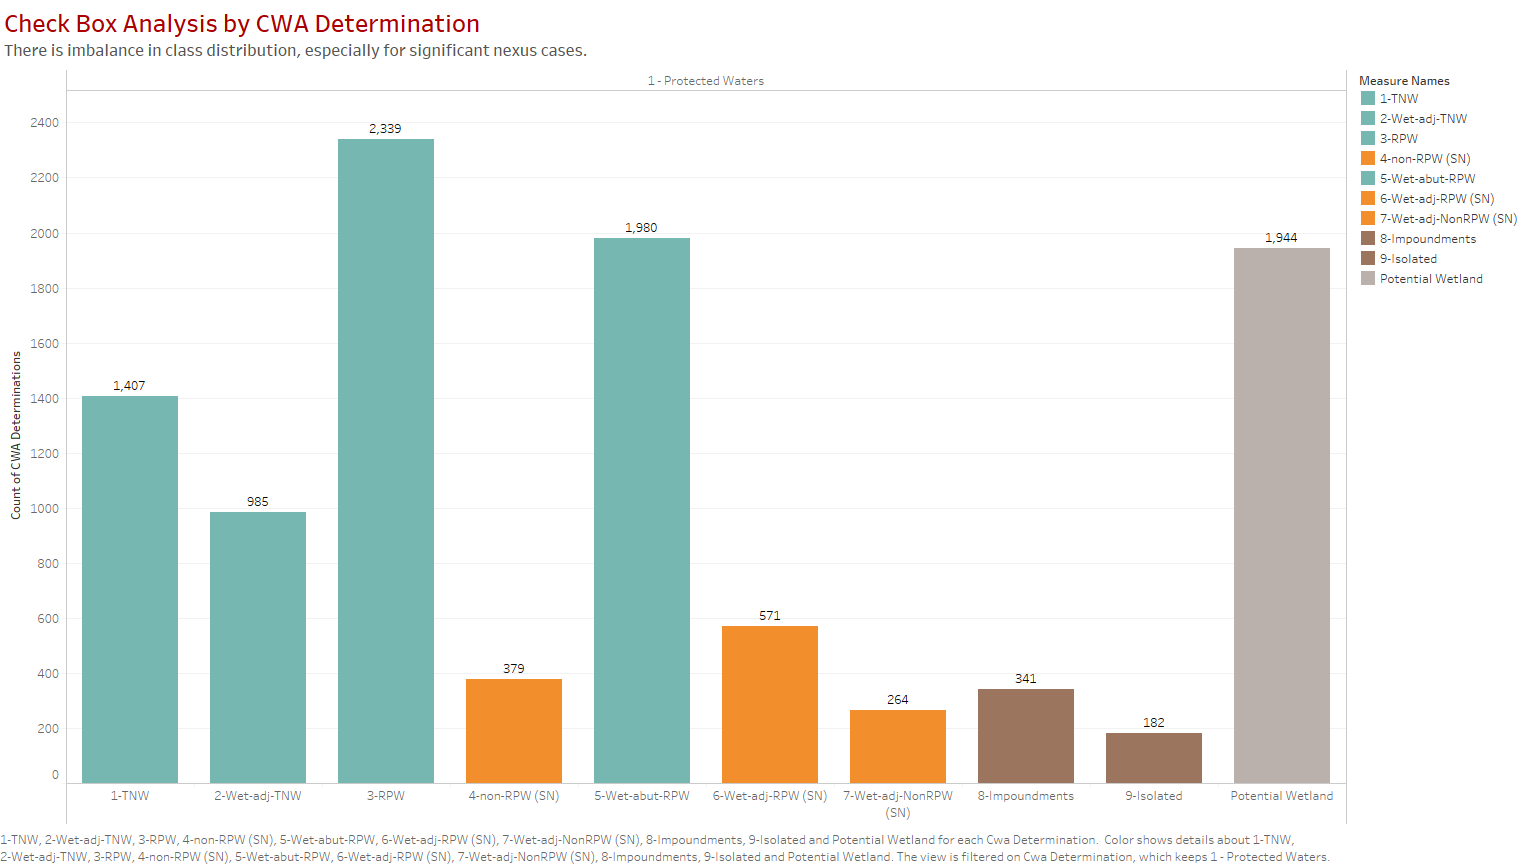 Check Box Analysis by CWA Determination
There is imbalance in class distribution, especially for significant nexus cases.
1 - Protected Waters
Count of CWA Determinations
2400
2200
2000
1800
1600
1400
1200
1000
800
600
400
200
0
1,407
985
2,339
379
1,980
571
264
341
182
1,944
1-TNW
2-Wet-adj-TNW
3-RPW
4-non-RPW (SN)
5-Wet-abut-RPW
6-Wet-adj-RPW (SN)
7-Wet-adj-NonRPW
(SN)
8-Impoundments
9-Isolated
Potential Wetland
Measure Names
1-TNW
2-Wet-adj-TNW
3-RPW
4-non-RPW (SN)
5-Wet-abut-RPW
6-Wet-adj-RPW (SN)
7-Wet-adj-NonRPW (SN)
8-Impoundments
9-Isolated
Potential Wetland
1-TNW, 2-Wet-adj-TNW, 3-RPW, 4-non-RPW (SN), 5-Wet-abut-RPW, 6-Wet-adj-RPW (SN), 7-Wet-adj-NonRPW (SN), 8-Impoundments, 9-Isolated and Potential Wetland for each Cwa Determination.  Color shows details about 1-TNW,
2-Wet-adj-TNW, 3-RPW, 4-non-RPW (SN), 5-Wet-abut-RPW, 6-Wet-adj-RPW (SN), 7-Wet-adj-NonRPW (SN), 8-Impoundments, 9-Isolated and Potential Wetland. The view is filtered on Cwa Determination, which keeps 1 - Protected Waters.